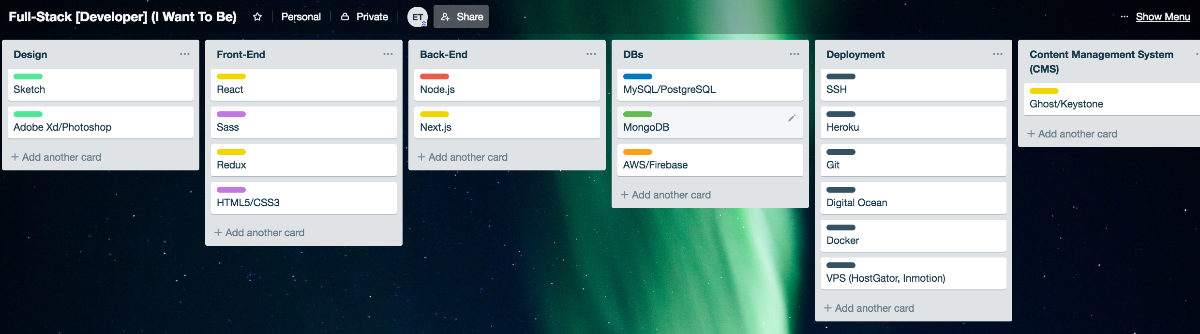 Full-Stack [Developer] (I Want To Be)
Personal
Private
ET
Share
... Show Menu
Design
Sketch
Adobe Xd/Photoshop
+ Add another card
Front-End
React
Sass
Redux
HTML5/CSS3
+ Add another card
Back-End
Node.js
Next.js
+ Add another card
DBs
MySQL/PostgreSQL
MongoDB
AWS/Firebase
+ Add another card
Deployment
SSH
Heroku
Git
Digital Ocean
Docker
VPS (HostGator, Inmotion)
+ Add another card
Content Management System
(CMS)
Ghost/Keystone
+ Add another card